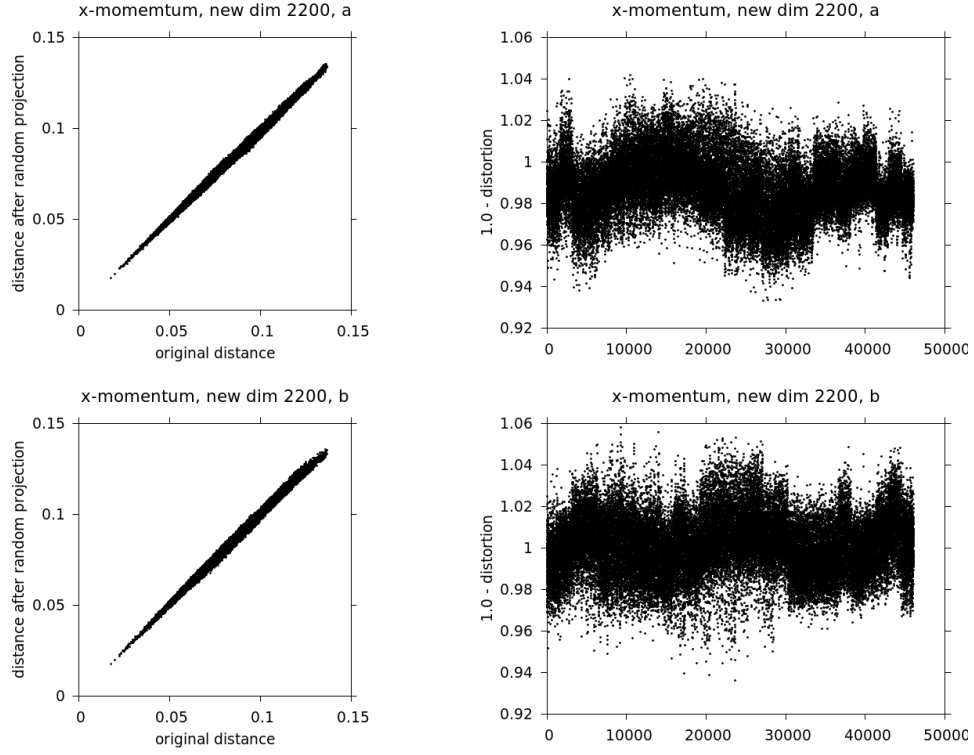 x-momemtum, new dim 2200, a
0.15
0.1
0.05
0
distance after random projection
0 0.05 0.1 0.15
original distance
x-momentum, new dim 2200, a
1.06
1.04
1.02
1
0.98
0.96
0.94
0.92
1.0 - distortion
0 10000 20000 30000 40000 50000
x-momentum, new dim 2200, b
0.15
0.1
0.05
0
distance after random projection
0 0.05 0.1 0.15
original distance
x-momentum, new dim 2200, b
1.06
1.04
1.02
1
0.98
0.96
0.94
0.92
1.0 - distortion
0 10000 20000 30000 40000 50000